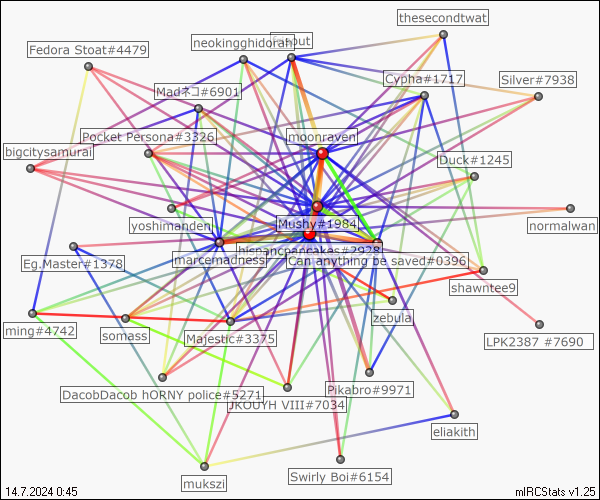 thesecondtwat
neokingghidorah
Fedora Stoat#4479
Cypha#1717
Silver#7938
Madネコ#6901
Pocket Persona#3326
moonraven
bigcitysamurai
Duck#1245
yoshimanden
Mushy#1984
normalwan
hispancpancakes#2928
marcemadness
Can anything be saved#0396
Eg.Master#1378
shawntee9
zebula
ming#4742
somass
Majestic#3375
LPK2387 #7690
DacobDacob hORNY police#5271
Pikabro#9971
JKUUYH VIII#7034
eliakith
Swirly Boi#6154
mukszi
14.7.2024 0:45
mIRCStats v1.25